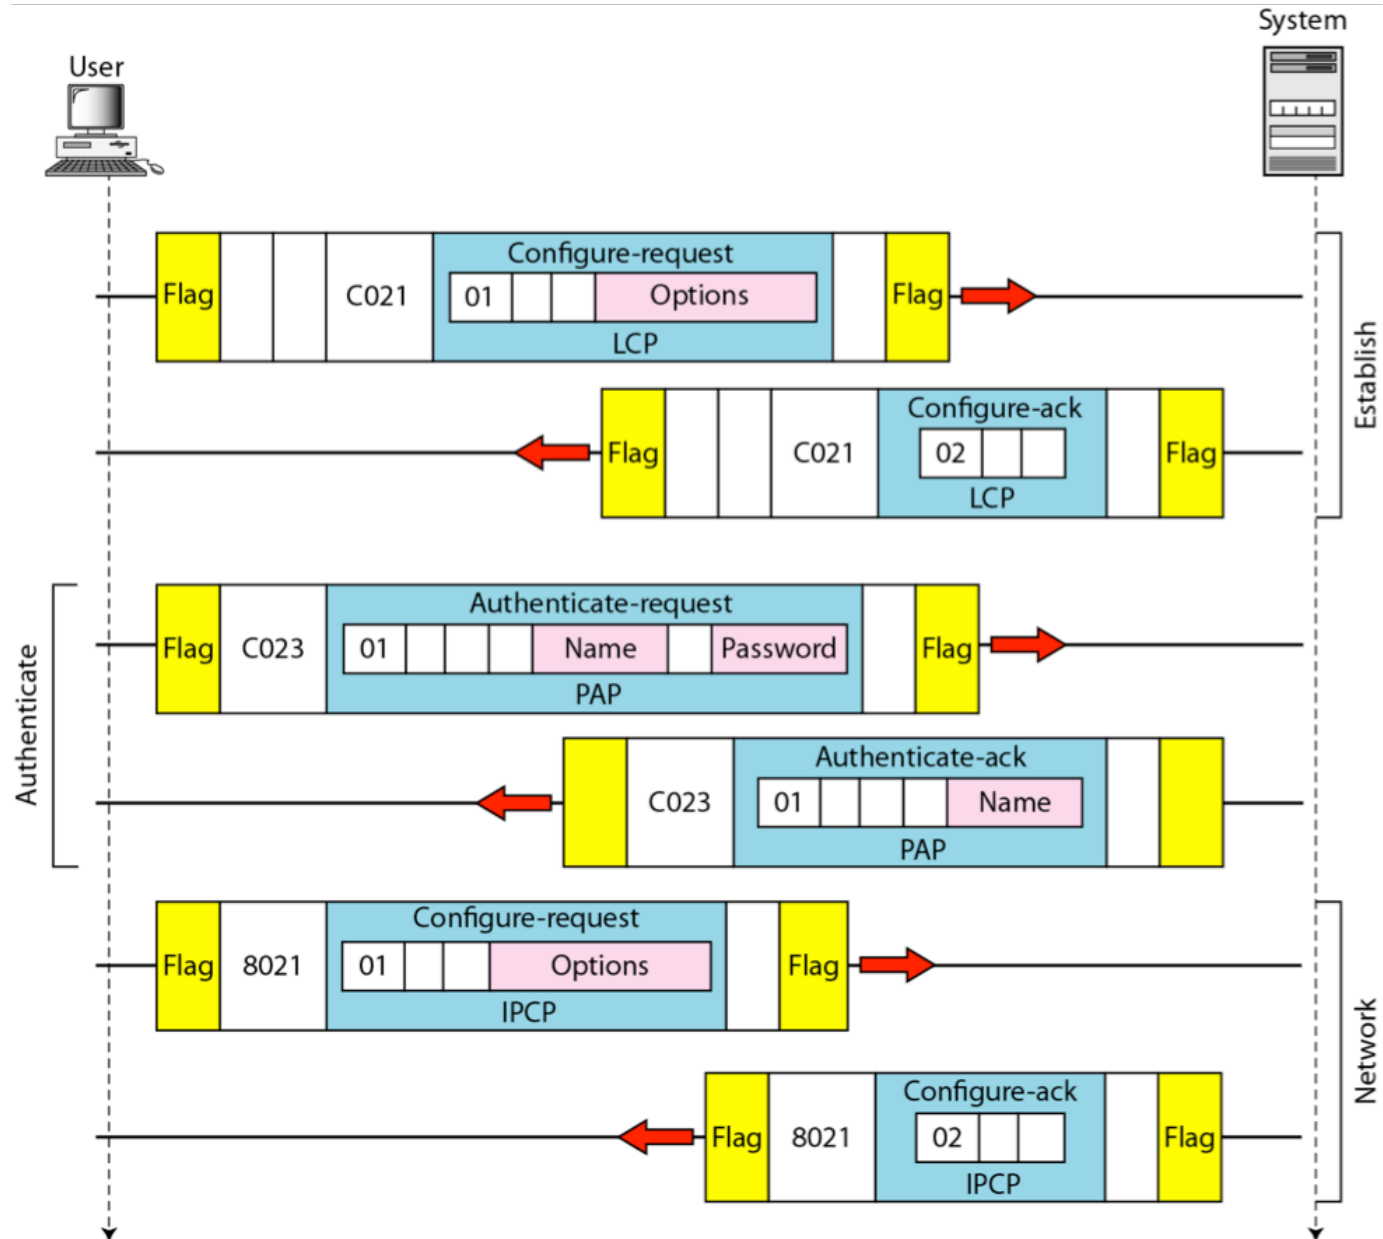 System
User
Configure-request
Flag C021 01 Options Flag
LCP
Establish
Configure-ack
Flag C021 02 Flag
LCP
Authenticate
Authenticate-request
Flag C023 01 Name Password Flag
PAP
Authenticate-ack
C023 01 Name
PAP
Network
Configure-request
Flag 8021 01 Options Flag
IPCP
Configure-ack
Flag 8021 02 Flag
IPCP